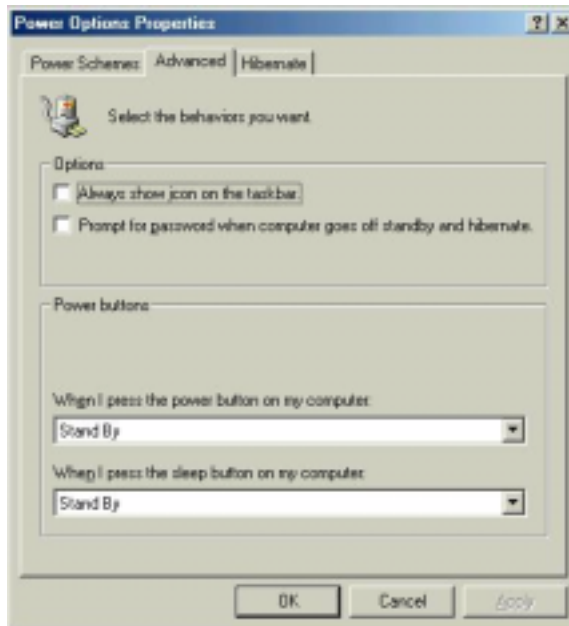 Power Options Properties
Power Schemes Advanced Hibernate
Select the behaviors you want.
Options
Always show icon on the taskbar.
Prompt for password when computer goes off standby and hibernate.
Power buttons
When I press the power button on my computer:
Stand By
When I press the sleep button on my computer:
Stand By
OK Cancel Apply